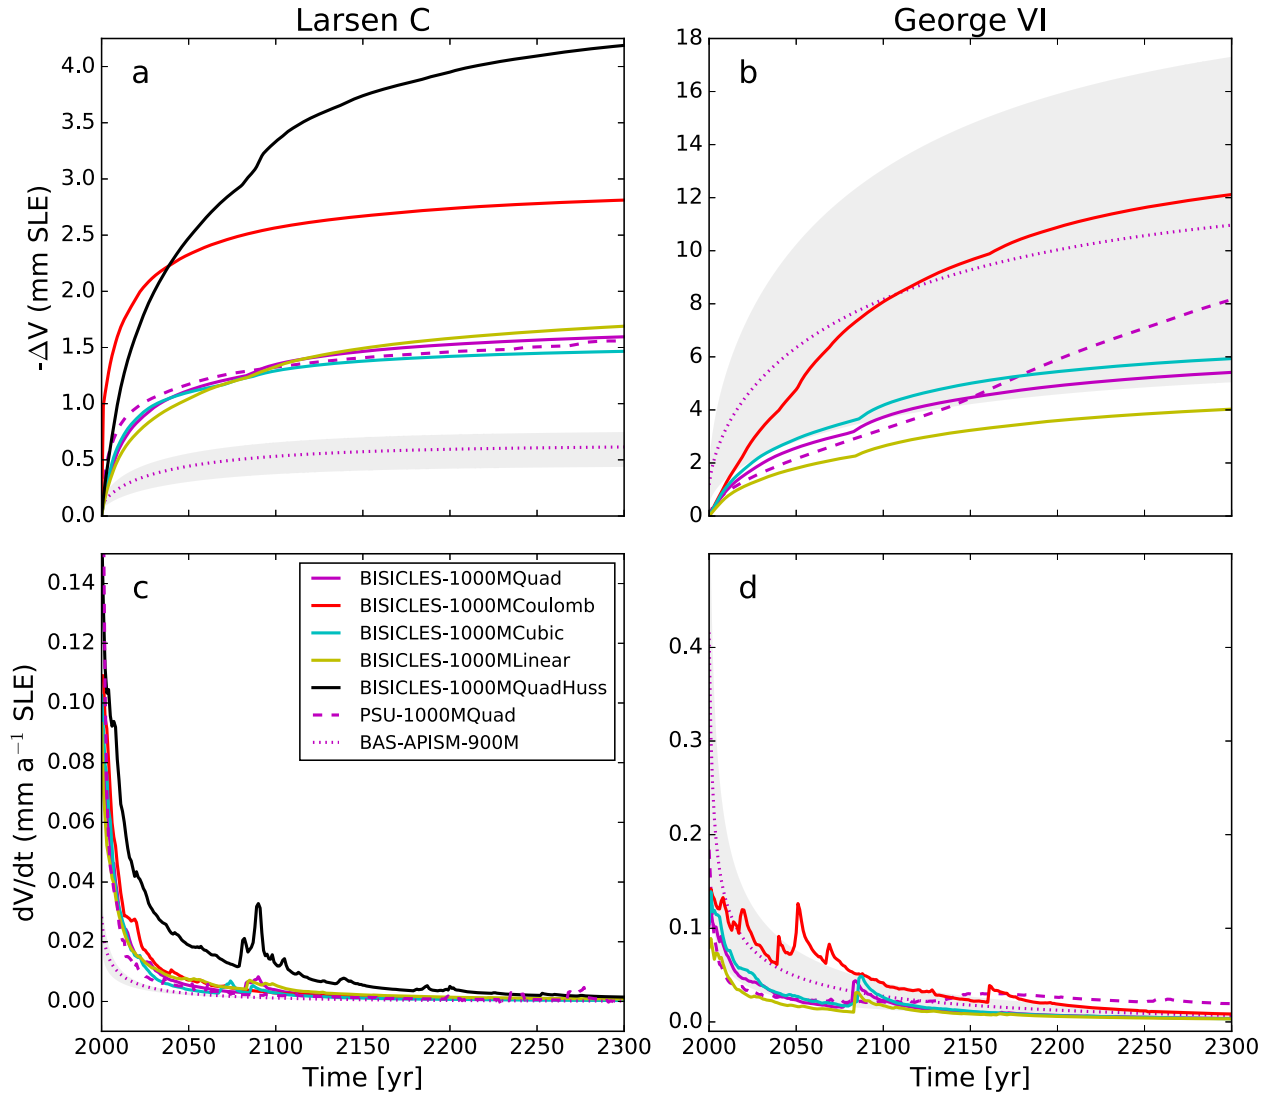 Larsen C
George VI
a
b
-ΔV (mm SLE)
4.0
3.5
3.0
2.5
2.0
1.5
1.0
0.5
0.0
18
16
14
12
10
8
6
4
2
0
c
d
dV/dt (mm a⁻¹ SLE)
0.14
0.12
0.10
0.08
0.06
0.04
0.02
0.00
BISICLES-1000MQuad
BISICLES-1000MCoulomb
BISICLES-1000MCubic
BISICLES-1000MLinear
BISICLES-1000MQuadHuss
PSU-1000MQuad
BAS-APISM-900M
0.4
0.3
0.2
0.1
0.0
2000 2050 2100 2150 2200 2250 2300
2000 2050 2100 2150 2200 2250 2300
Time [yr]
Time [yr]